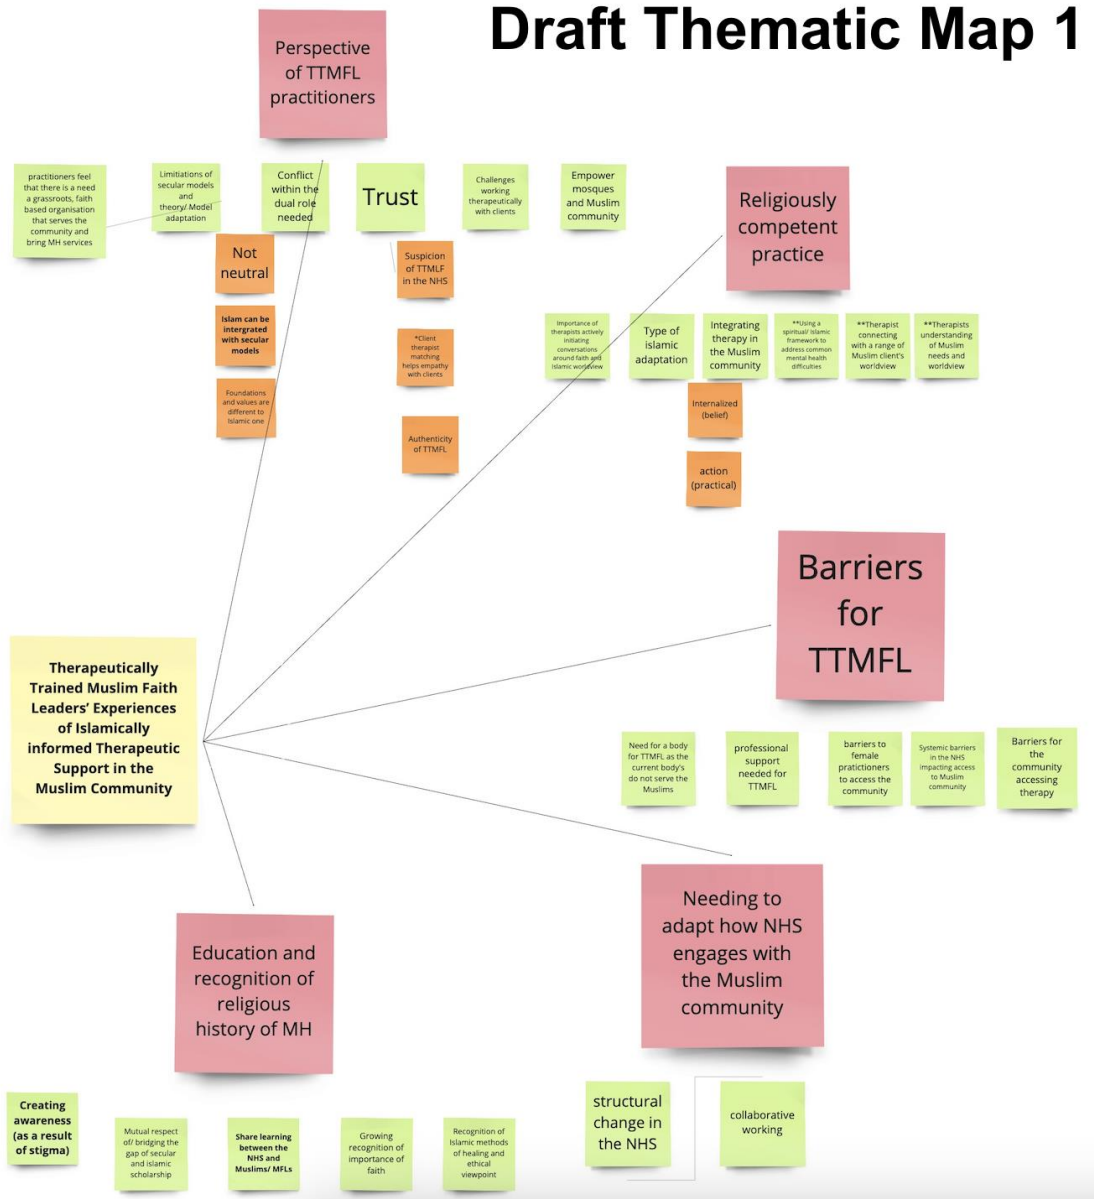 Draft Thematic Map 1
Perspective
of TTMFL
practitioners
practitioners feel
that there is a need
a grassroots, faith
based organisation
that serves the
community and
bring MH services
Limitiations of
secular models
and
theory/ Model
adaptation
Conflict
within the
dual role
needed
Trust
Challenges
working
therapeutically
with clients
Empower
mosques
and Muslim
community
Not
neutral
Islam can be
intergrated
with secular
models
Foundations
and values are
different to
Islamic one
Suspicion
of TTMLF
in the NHS
*Client
therapist
matching
helps empathy
with clients
Authenticity
of TTMFL
Religiously
competent
practice
Importance of
therapists actively
initiating
conversations
around faith and
Islamic worldview
Type of
islamic
adaptation
Integrating
therapy in
the Muslim
community
**Using a
spiritual/ Islamic
framework to
address common
mental health
difficulties
**Therapist
connecting
with a range of
Muslim client's
worldview
**Therapists
understanding
of Muslim
needs and
worldview
Internalized
(belief)
action
(practical)
Barriers
for
TTMFL
Need for a body
for TTMFL as the
current body's
do not serve the
Muslims
professional
support
needed for
TTMFL
barriers to
female
pratictioners
to access the
community
Systemic barriers
in the NHS
impacting access
to Muslim
community
Barriers for
the
community
accessing
therapy
Therapeutically
Trained Muslim Faith
Leaders' Experiences
of Islamically
informed Therapeutic
Support in the
Muslim Community
Needing to
adapt how NHS
engages with
the Muslim
community
structural
change in
the NHS
collaborative
working
Education and
recognition of
religious
history of MH
Creating
awareness
(as a result
of stigma)
Mutual respect
of/ bridging the
gap of secular
and islamic
scholarship
Share learning
between the
NHS and
Muslims/ MFLs
Growing
recognition of
importance of
faith
Recognition of
Islamic methods
of healing and
ethical
viewpoint